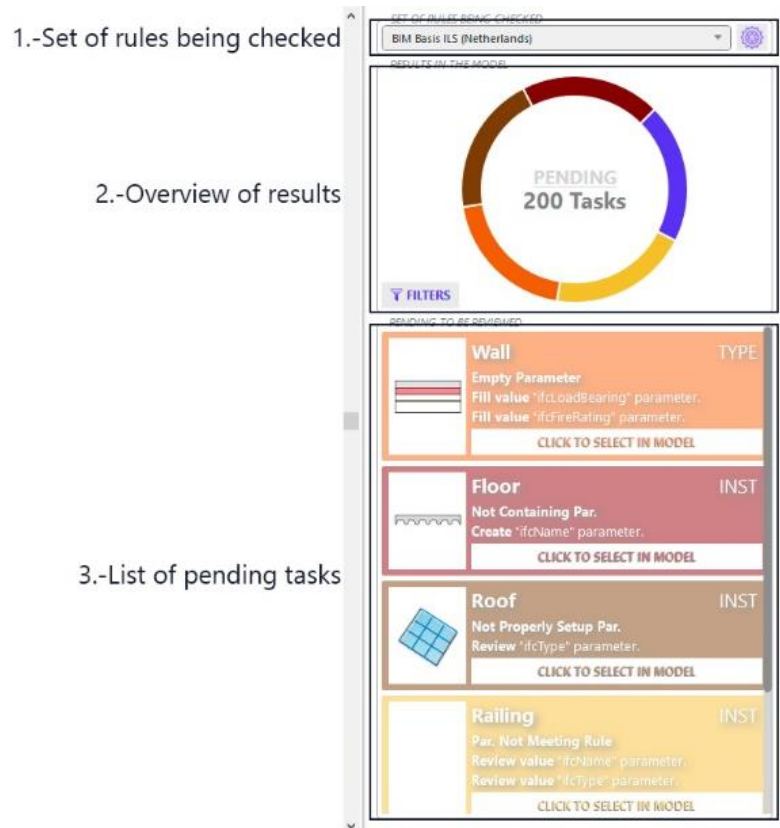 1.-Set of rules being checked
SET OF RULES BEING CHECKED
BIM Basis ILS (Netherlands)
RESULTS IN THE MODEL
2.-Overview of results
PENDING
200 Tasks
FILTERS
3.-List of pending tasks
PENDING TO BE REVIEWED
Wall TYPE
Empty Parameter
Fill value "ifcLoadBearing" parameter.
Fill value "ifcFireRating" parameter.
CLICK TO SELECT IN MODEL
Floor INST
Not Containing Par.
Create "ifcName" parameter.
CLICK TO SELECT IN MODEL
Roof INST
Not Properly Setup Par.
Review "ifcType" parameter.
CLICK TO SELECT IN MODEL
Railing INST
Par. Not Meeting Rule
Review value "ifcName" parameter.
Review value "ifcType" parameter.
CLICK TO SELECT IN MODEL